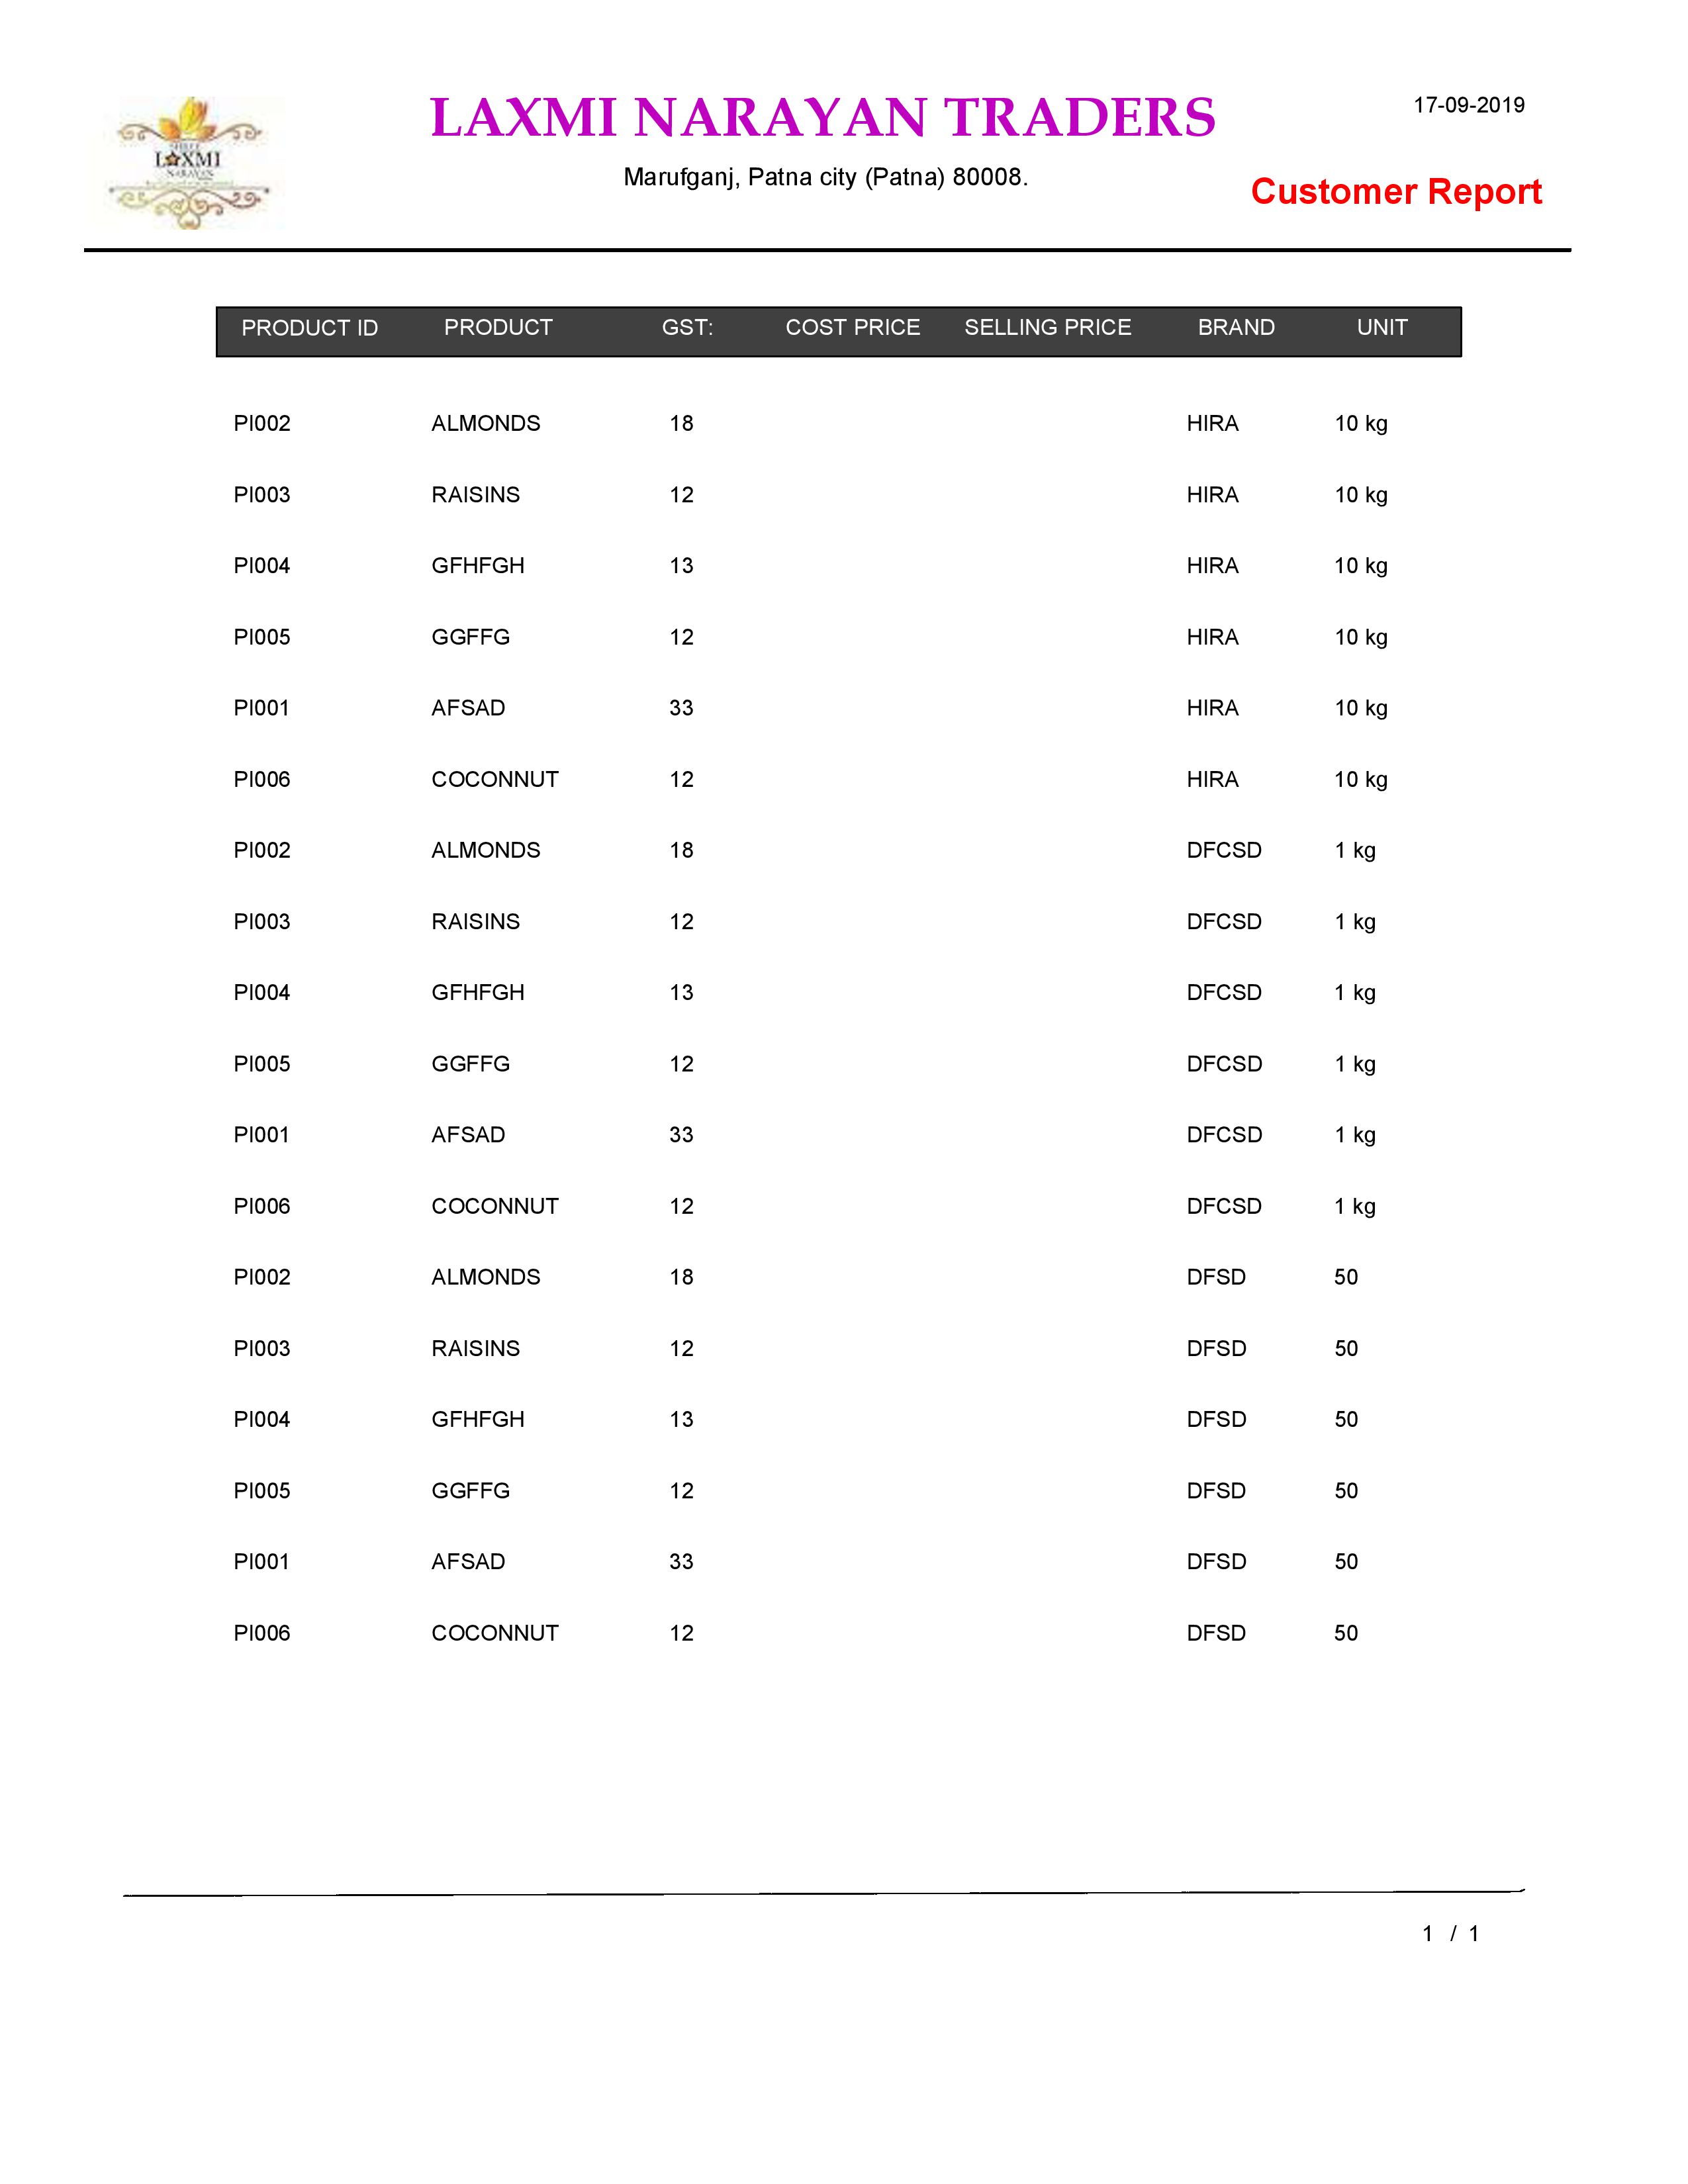 LAXMI NARAYAN TRADERS
17-09-2019
SHREE
LAXMI
NARAYAN
Marufganj, Patna city (Patna) 80008.
Customer Report
PRODUCT ID PRODUCT GST: COST PRICE SELLING PRICE BRAND UNIT
PI002 ALMONDS 18 HIRA 10 kg
PI003 RAISINS 12 HIRA 10 kg
PI004 GFHFGH 13 HIRA 10 kg
PI005 GGFFG 12 HIRA 10 kg
PI001 AFSAD 33 HIRA 10 kg
PI006 COCONNUT 12 HIRA 10 kg
PI002 ALMONDS 18 DFCSD 1 kg
PI003 RAISINS 12 DFCSD 1 kg
PI004 GFHFGH 13 DFCSD 1 kg
PI005 GGFFG 12 DFCSD 1 kg
PI001 AFSAD 33 DFCSD 1 kg
PI006 COCONNUT 12 DFCSD 1 kg
PI002 ALMONDS 18 DFSD 50
PI003 RAISINS 12 DFSD 50
PI004 GFHFGH 13 DFSD 50
PI005 GGFFG 12 DFSD 50
PI001 AFSAD 33 DFSD 50
PI006 COCONNUT 12 DFSD 50
1 / 1